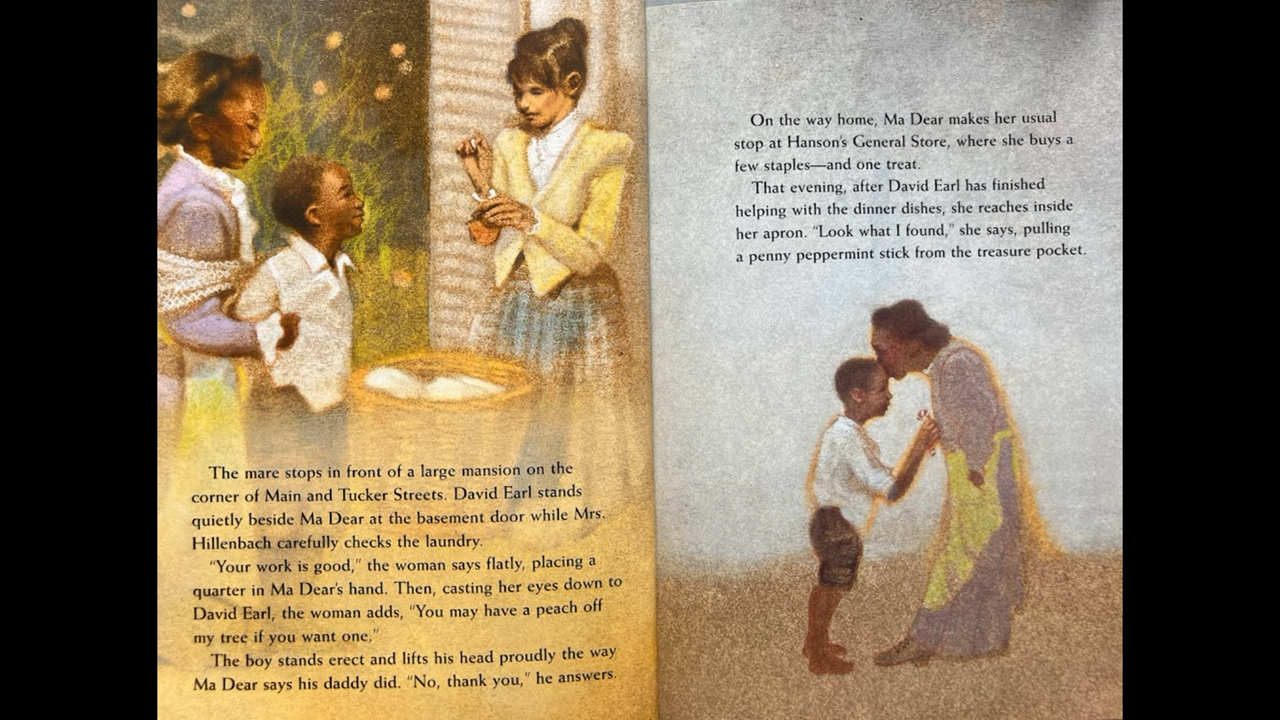 The mare stops in front of a large mansion on the
corner of Main and Tucker Streets. David Earl stands
quietly beside Ma Dear at the basement door while Mrs.
Hillenbach carefully checks the laundry.
"Your work is good," the woman says flatly, placing a
quarter in Ma Dear's hand. Then, casting her eyes down to
David Earl, the woman adds, "You may have a peach off
my tree if you want one."
The boy stands erect and lifts his head proudly the way
Ma Dear says his daddy did. "No, thank you," he answers.
On the way home, Ma Dear makes her usual
stop at Hanson's General Store, where she buys a
few staples—and one treat.
That evening, after David Earl has finished
helping with the dinner dishes, she reaches inside
her apron. "Look what I found," she says, pulling
a penny peppermint stick from the treasure pocket.